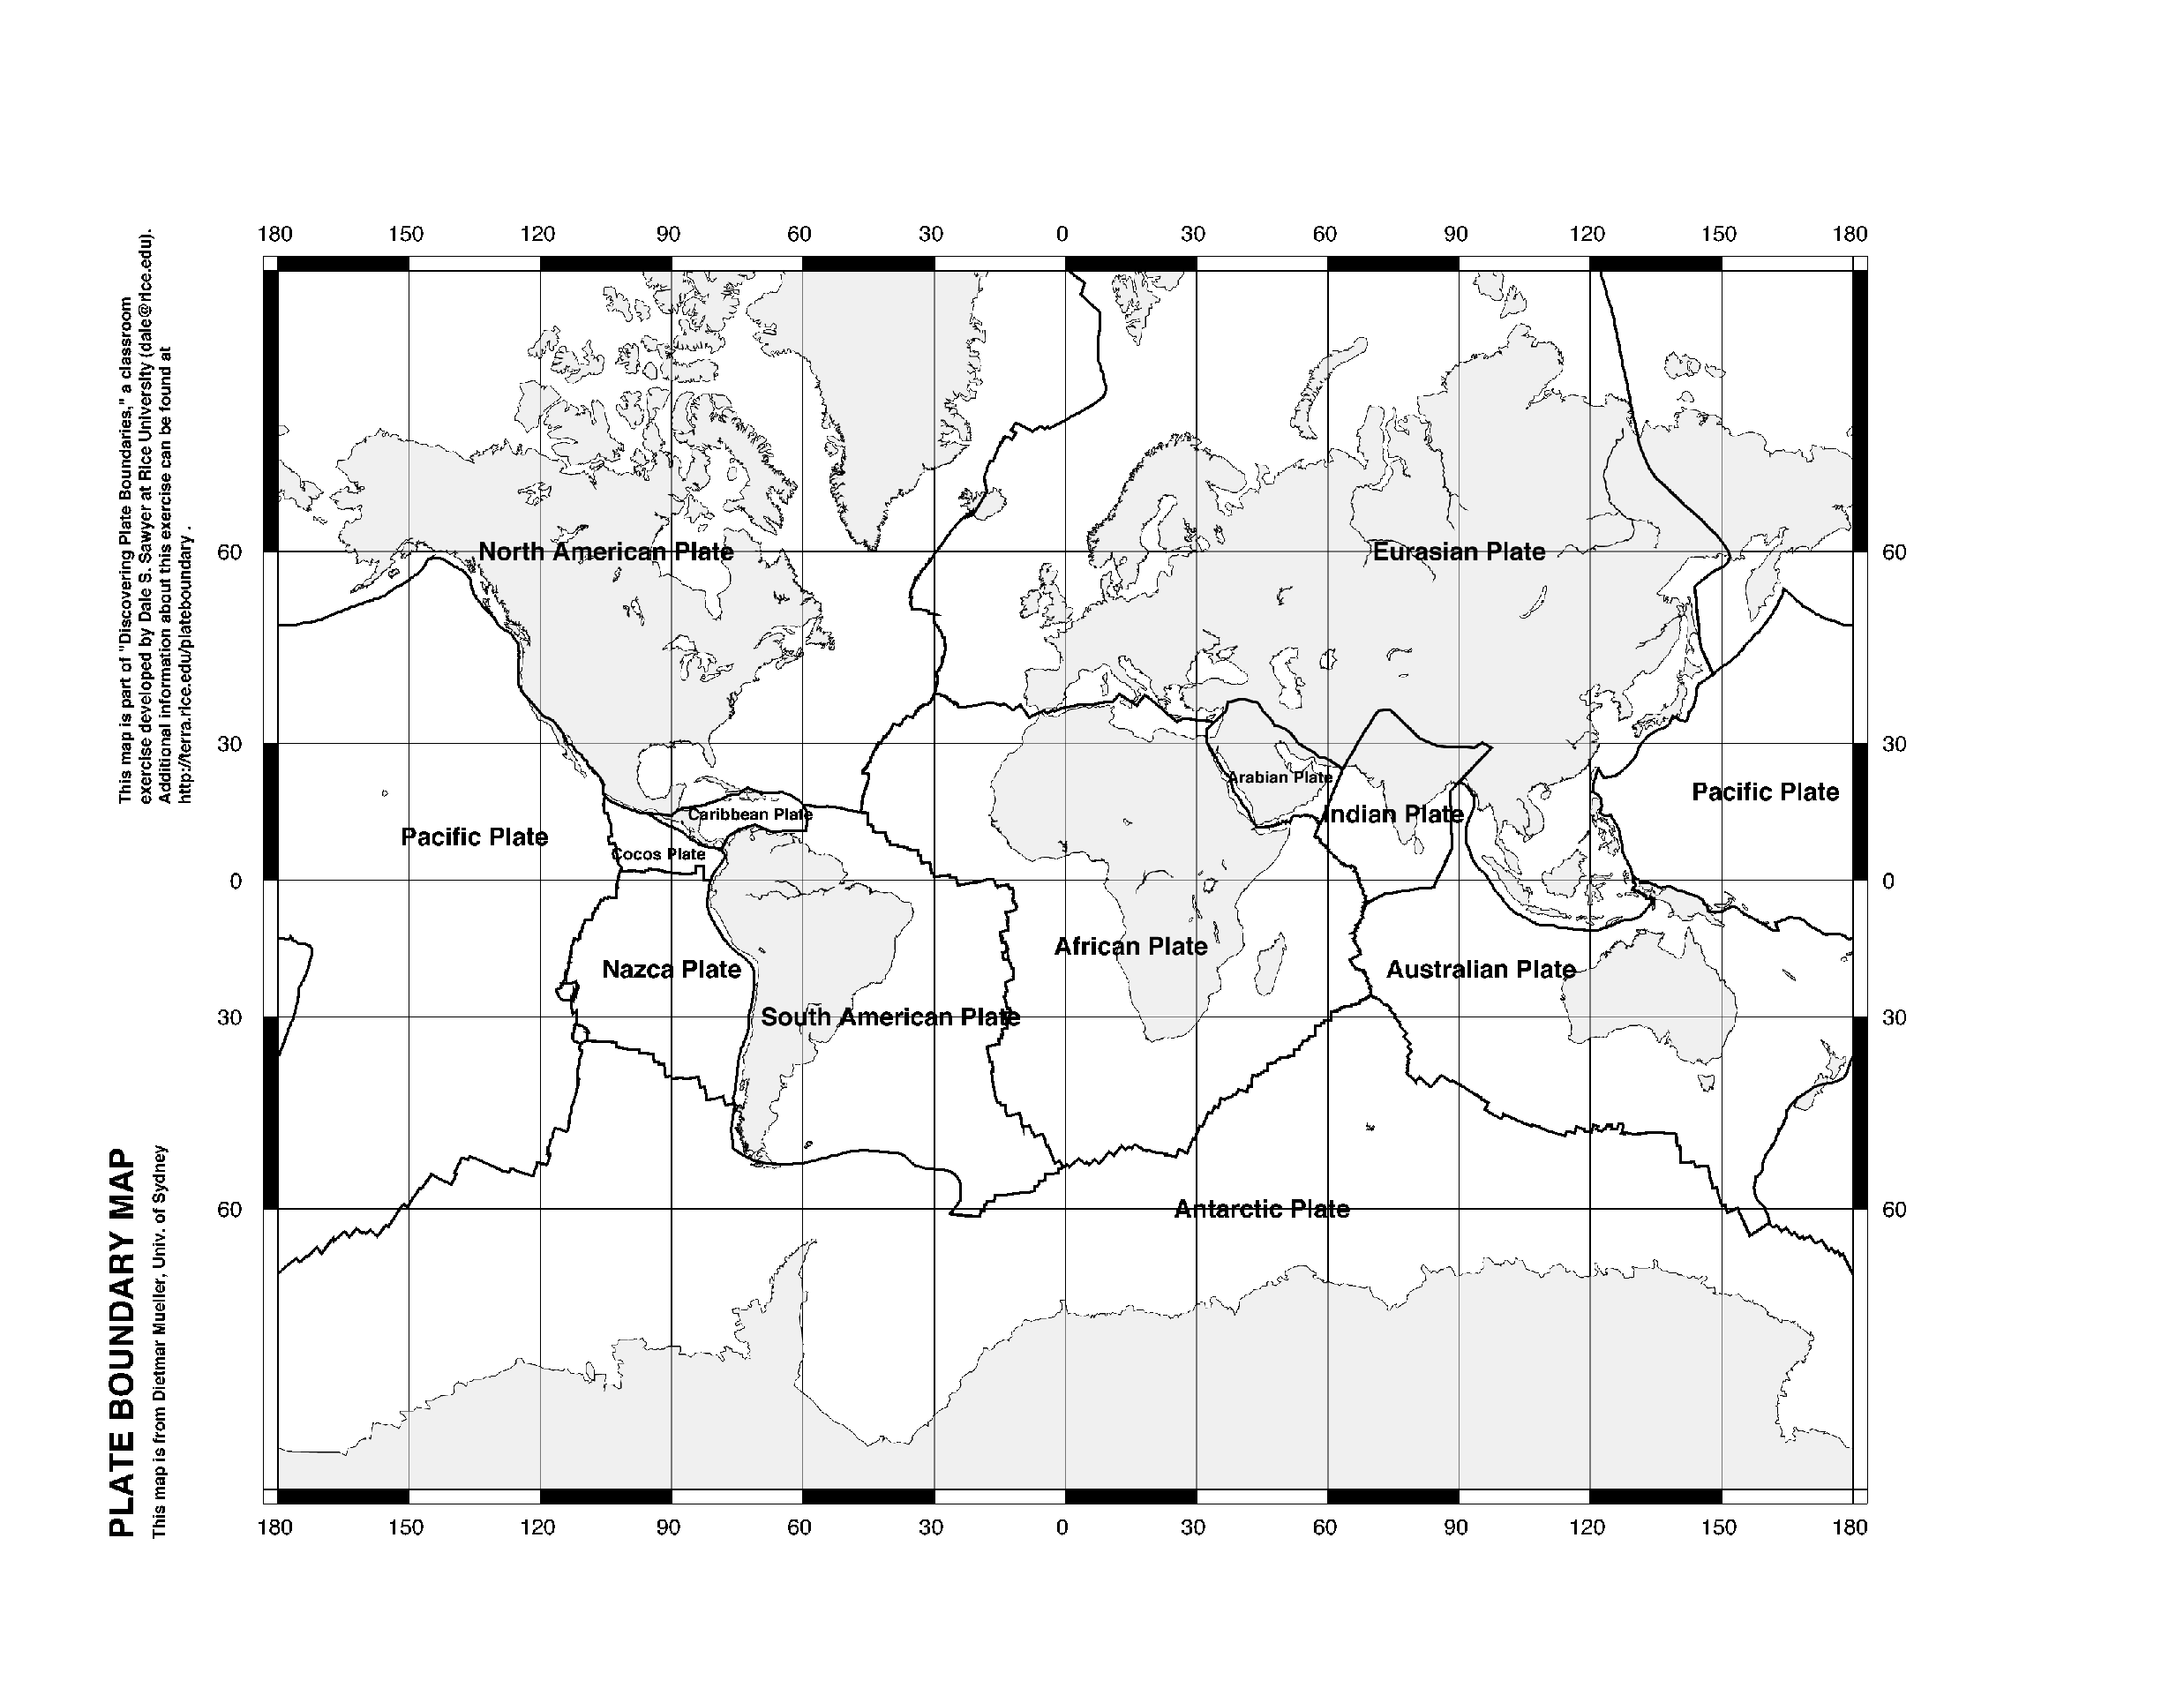 PLATE BOUNDARY MAP
This map is from Dietmar Mueller, Univ. of Sydney
This map is part of "Discovering Plate Boundaries," a classroom
exercise developed by Dale S. Sawyer at Rice University (dale@rice.edu).
Additional information about this exercise can be found at
http://terra.rice.edu/plateboundary .
180 150 120 90 60 30 0 30 60 90 120 150 180
60 North American Plate Eurasian Plate 60
30 30
Arabian Plate
Pacific Plate
Caribbean Plate Indian Plate
Pacific Plate
Cocos Plate
0 0
African Plate
Nazca Plate Australian Plate
30 South American Plate 30
60 Antarctic Plate 60
180 150 120 90 60 30 0 30 60 90 120 150 180